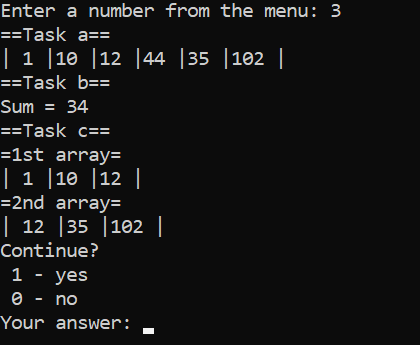 Enter a number from the menu: 3
==Task a==
| 1 |10 |12 |44 |35 |102 |
==Task b==
Sum = 34
==Task c==
=1st array=
| 1 |10 |12 |
=2nd array=
| 12 |35 |102 |
Continue?
 1 - yes
 0 - no
Your answer: